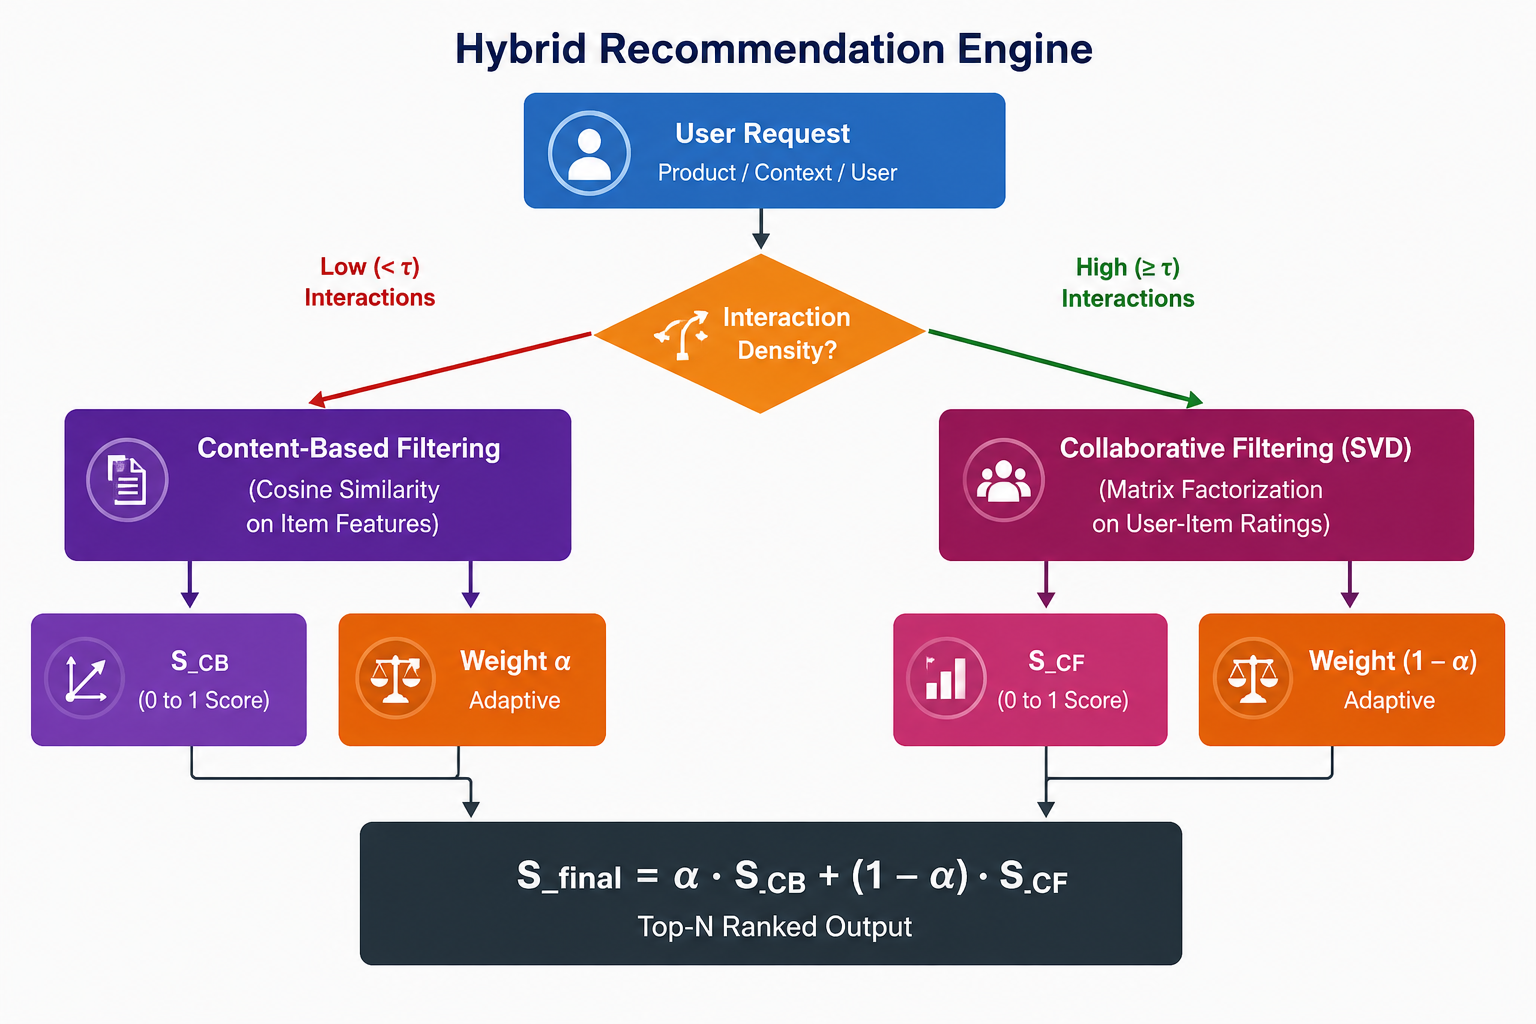 Hybrid Recommendation Engine
User Request
Product / Context / User
Low (< τ)
Interactions
High (≥ τ)
Interactions
Interaction
Density?
Content-Based Filtering
(Cosine Similarity
on Item Features)
Collaborative Filtering (SVD)
(Matrix Factorization
on User-Item Ratings)
S_CB
(0 to 1 Score)
Weight α
Adaptive
S_CF
(0 to 1 Score)
Weight (1 − α)
Adaptive
S_final = α · S_CB + (1 − α) · S_CF
Top-N Ranked Output